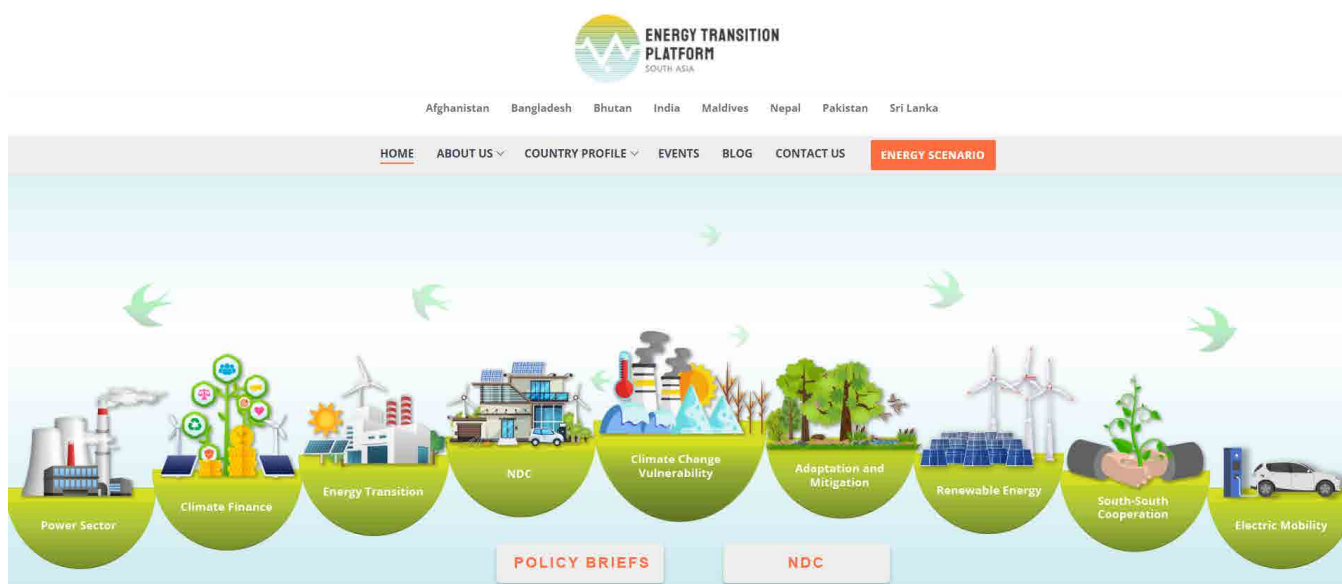 ENERGY TRANSITION
PLATFORM
SOUTH ASIA
Afghanistan Bangladesh Bhutan India Maldives Nepal Pakistan Sri Lanka
HOME ABOUT US COUNTRY PROFILE EVENTS BLOG CONTACT US ENERGY SCENARIO
Power Sector
Climate Finance
Energy Transition
NDC
Climate Change
Vulnerability
Adaptation and
Mitigation
Renewable Energy
South-South
Cooperation
Electric Mobility
POLICY BRIEFS
NDC